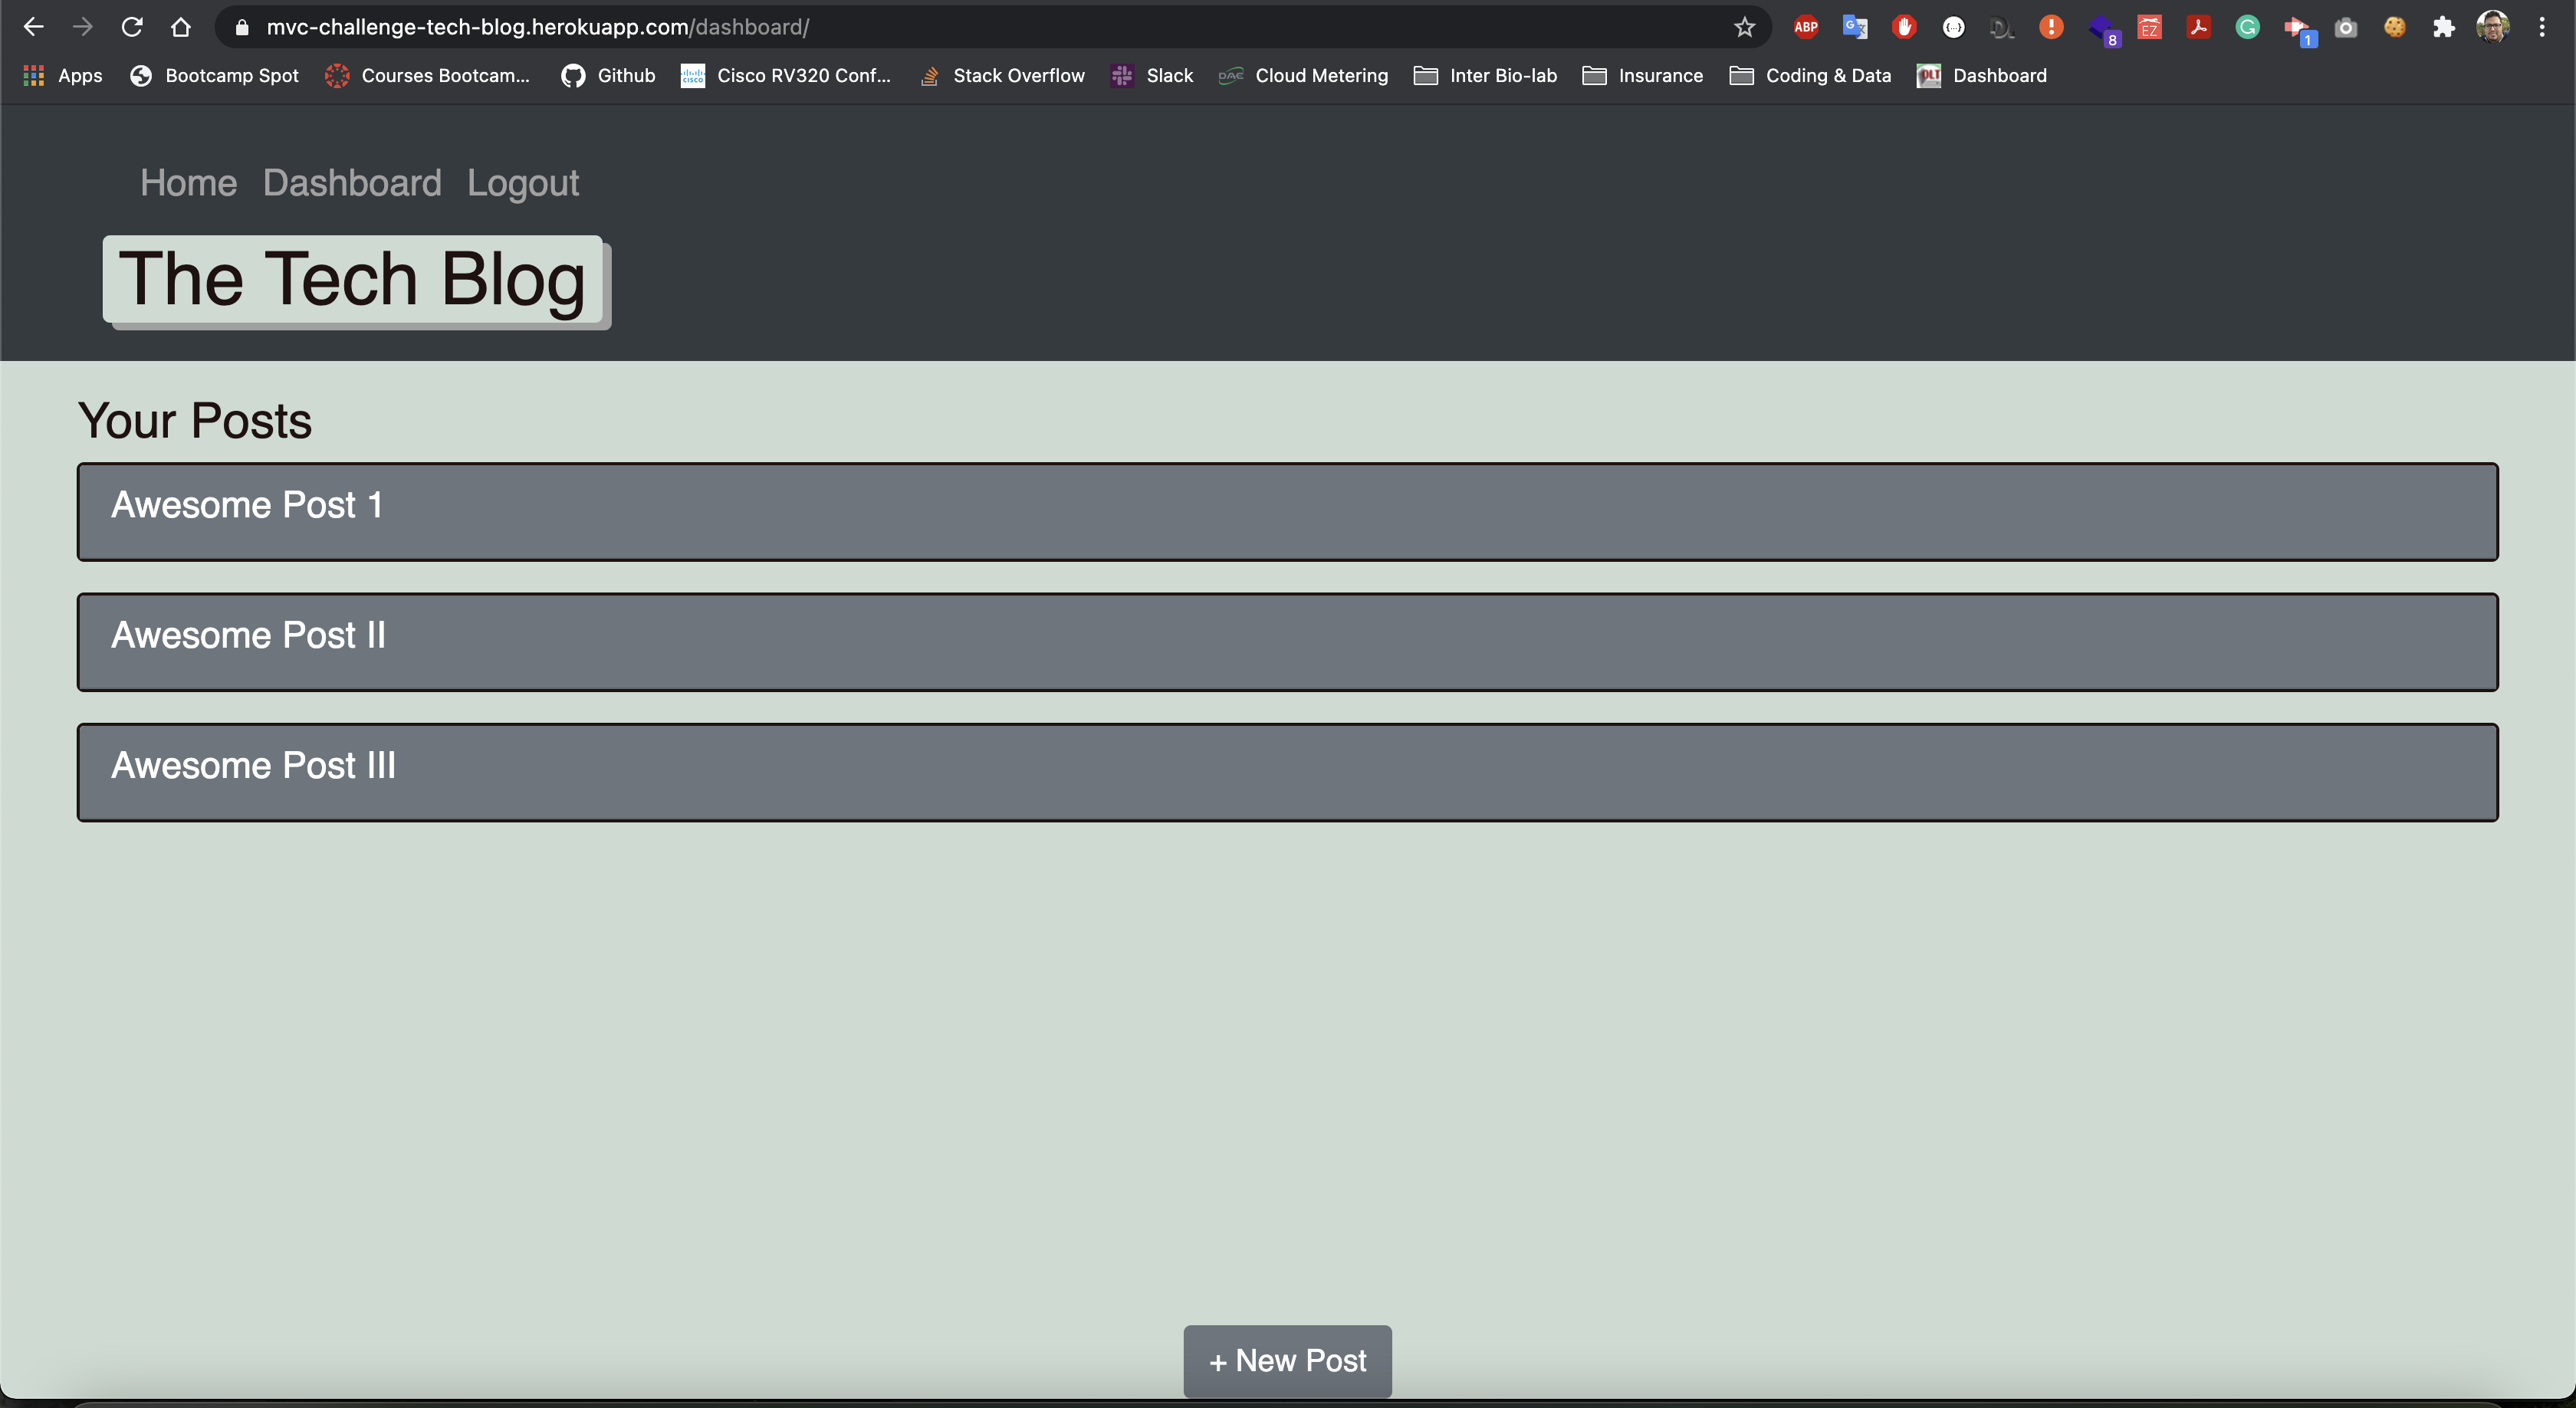 mvc-challenge-tech-blog.herokuapp.com/dashboard/
ABP
EZ
8
1
Apps Bootcamp Spot Courses Bootcam... Github Cisco RV320 Conf... Stack Overflow Slack DAC Cloud Metering Inter Bio-lab Insurance Coding & Data DLT Dashboard
Home Dashboard Logout
The Tech Blog
Your Posts
Awesome Post 1
Awesome Post II
Awesome Post III
+ New Post